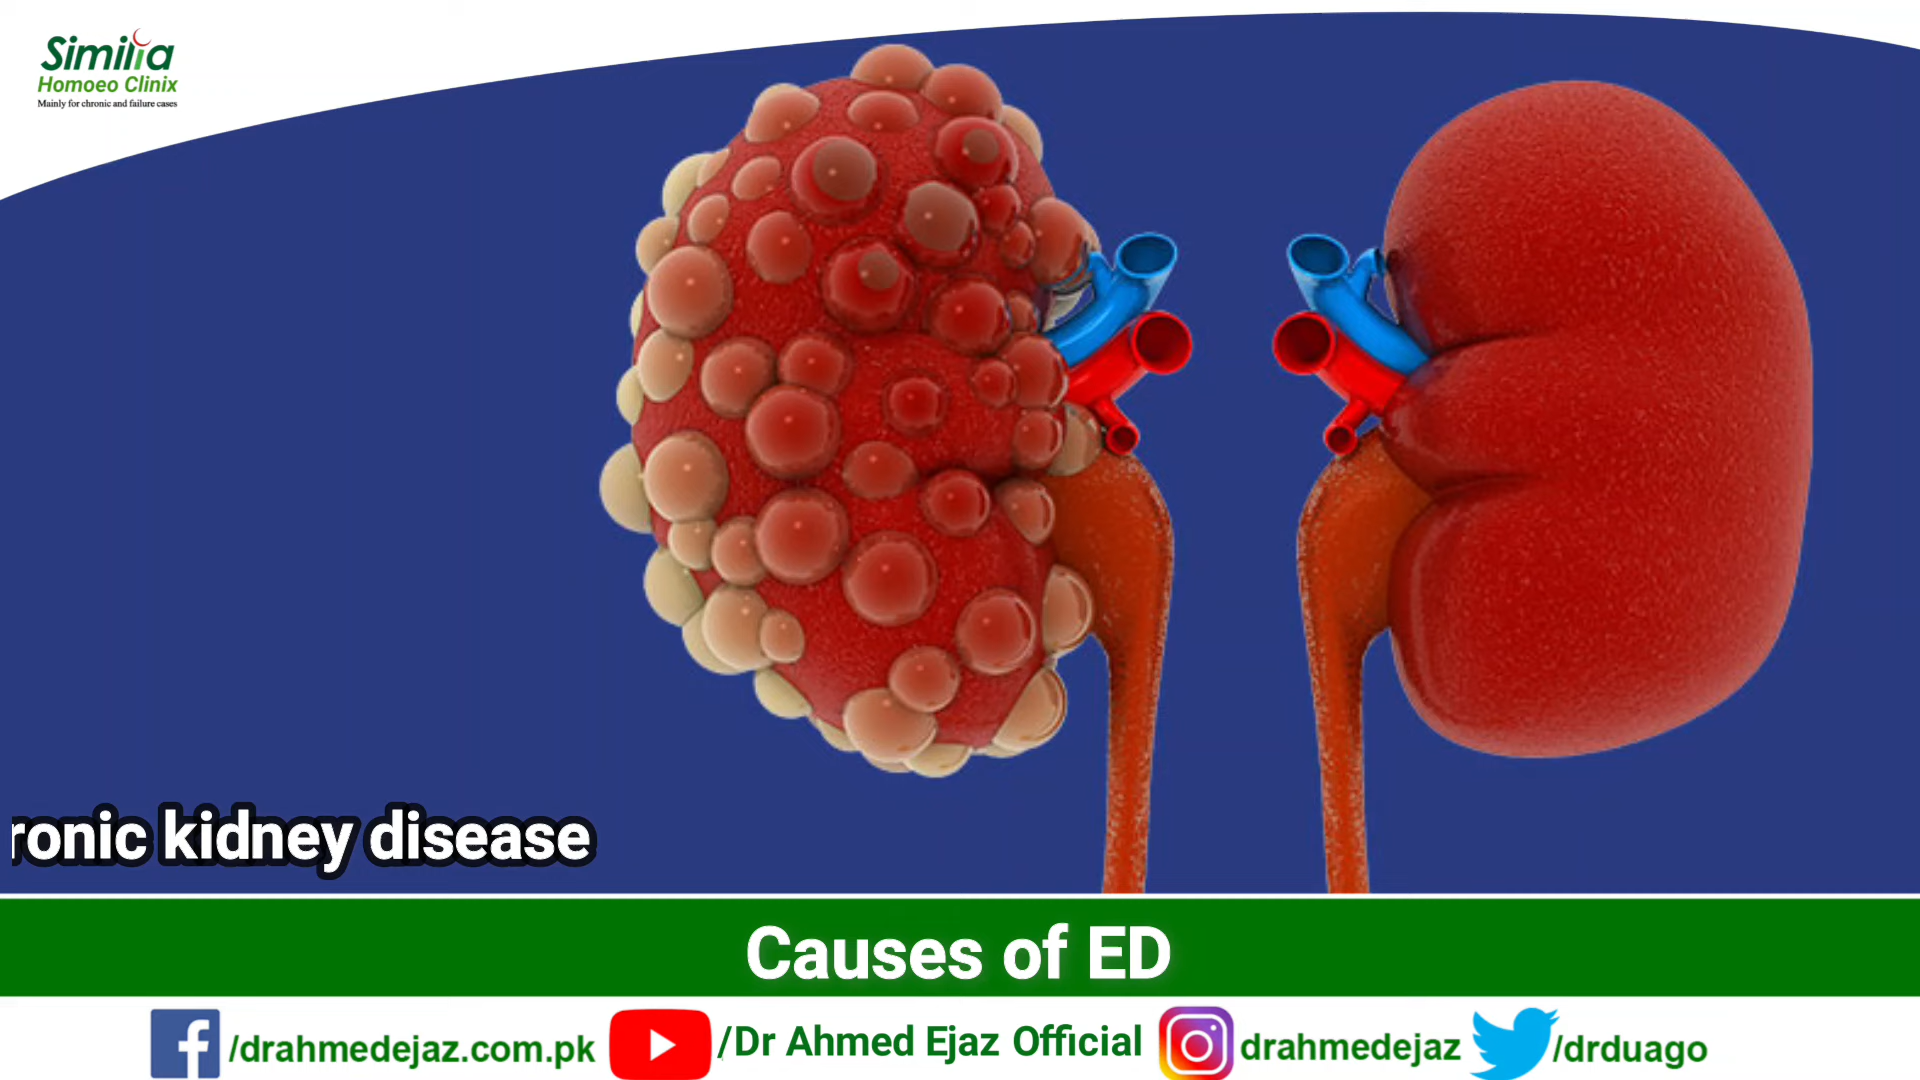 Similia
Homoeo Clinix
Mainly for chronic and failure cases
ronic kidney disease
Causes of ED
/drahmedejaz.com.pk
/Dr Ahmed Ejaz Official
drahmedejaz
/drduago